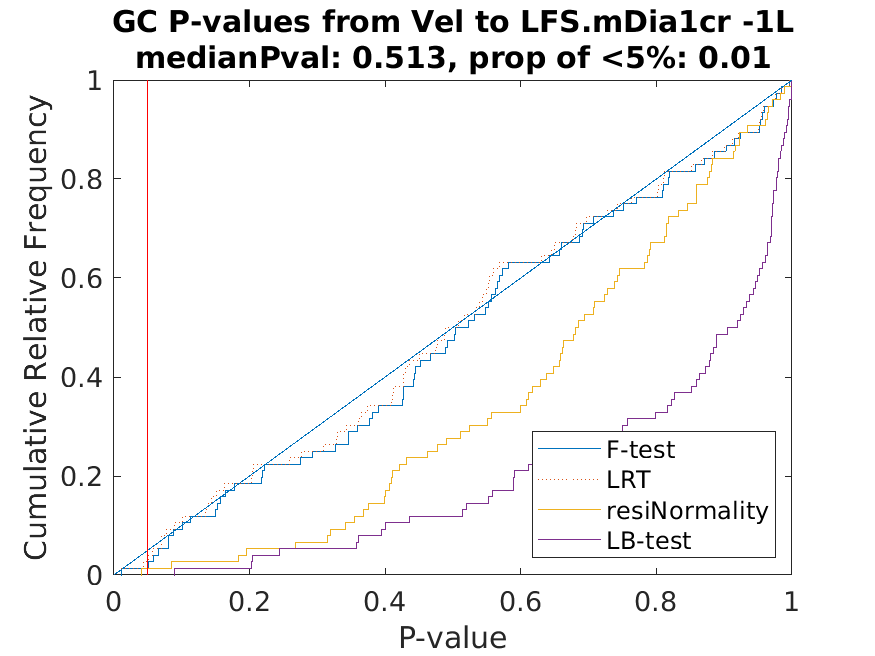 GC P-values from Vel to LFS.mDia1cr -1L
medianPval: 0.513, prop of <5%: 0.01
Cumulative Relative Frequency
1
0.8
0.6
0.4
0.2
0
0 0.2 0.4 0.6 0.8 1
P-value
F-test
LRT
resiNormality
LB-test